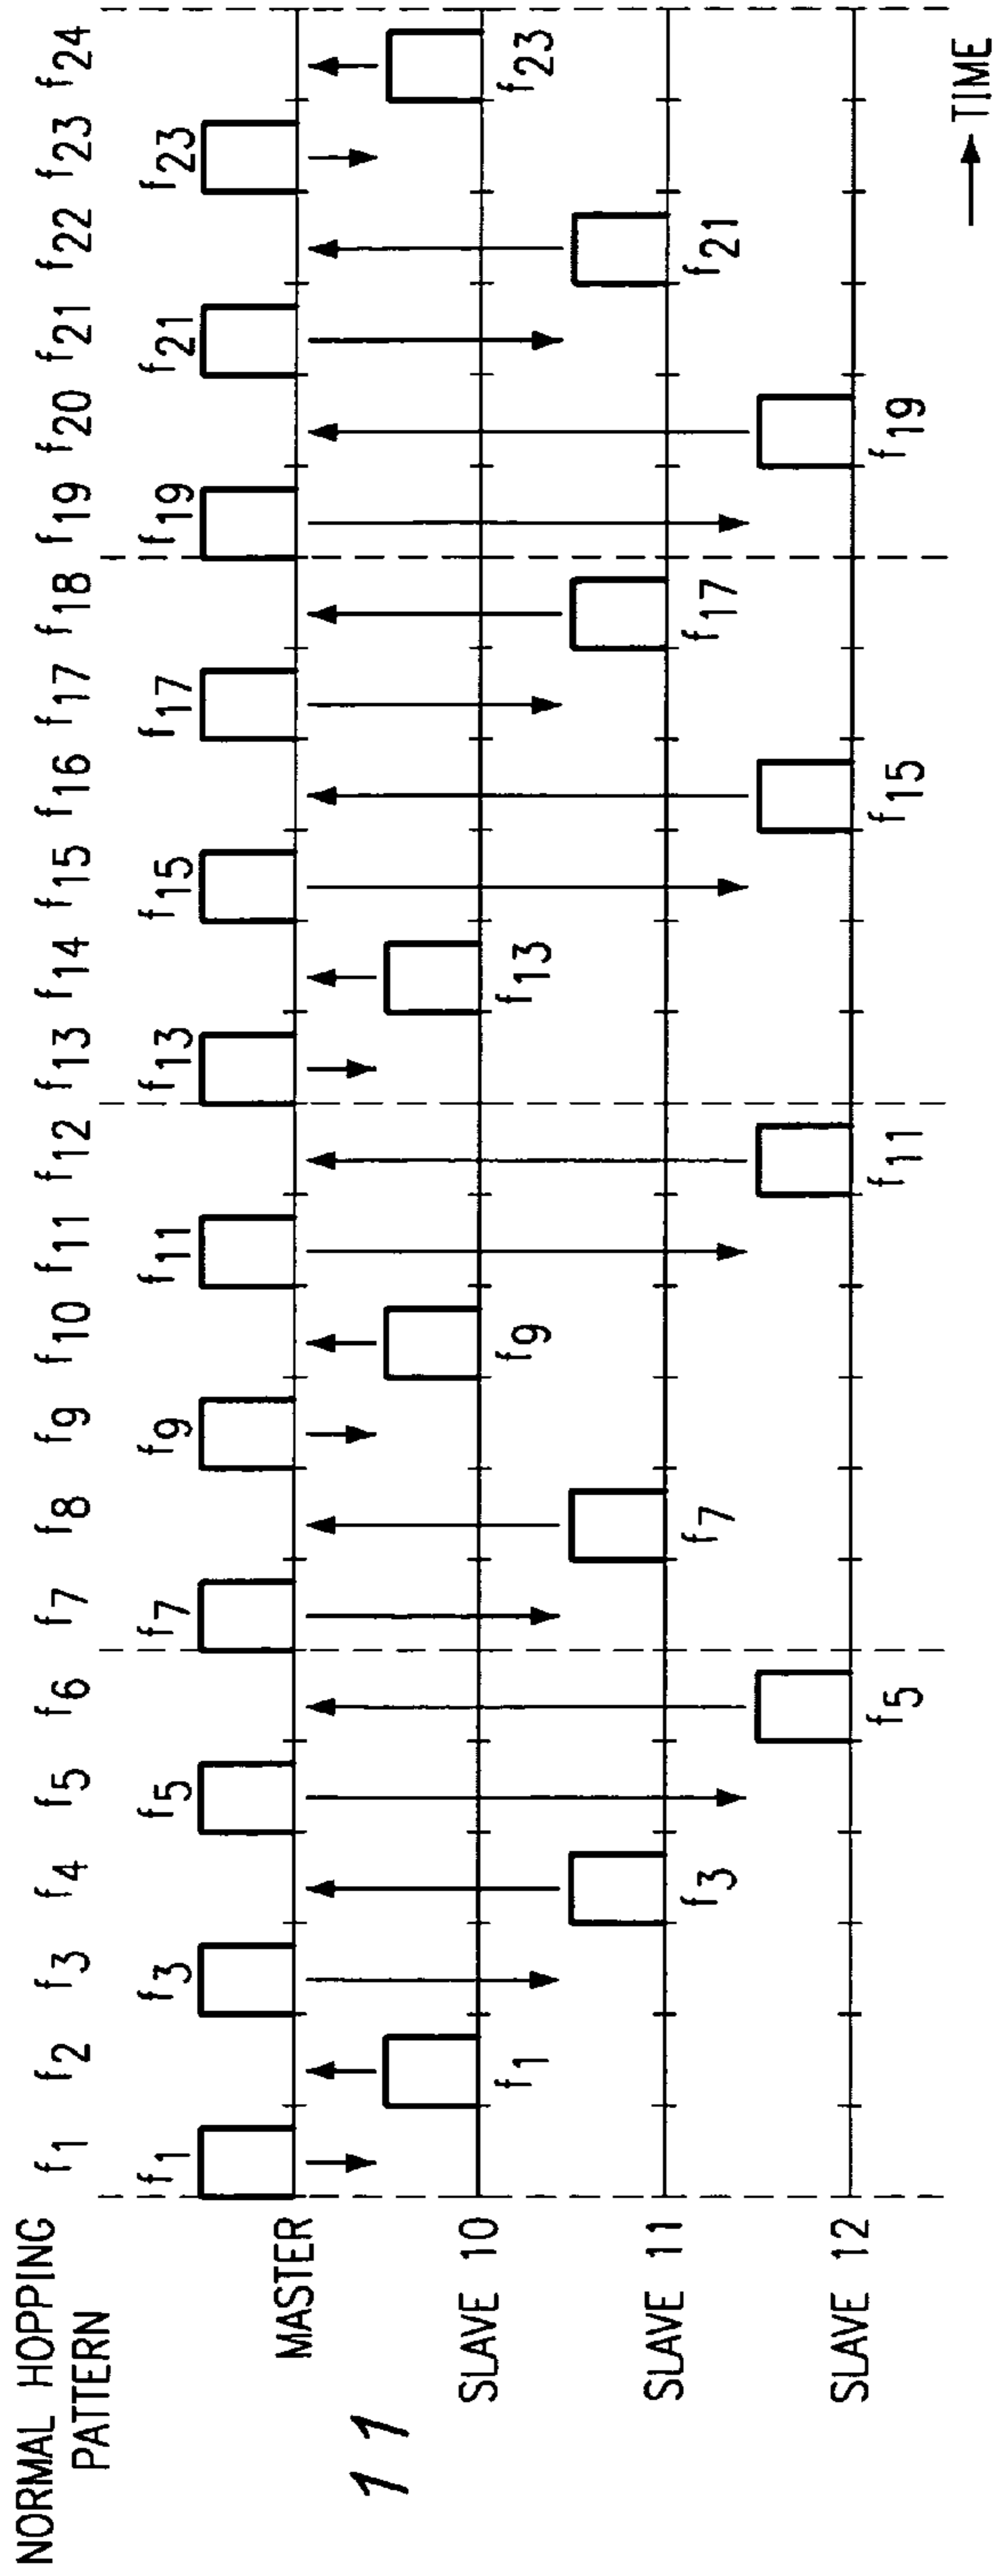 NORMAL HOPPING
PATTERN
f1 f2 f3 f4 f5 f6 f7 f8 f9 f10 f11 f12 f13 f14 f15 f16 f17 f18 f19 f20 f21 f22 f23 f24
f1 f3 f5 f7 f9 f11 f13 f15 f17 f19 f21 f23
MASTER
11
SLAVE 10
f1 f9 f13 f23
SLAVE 11
f3 f7 f17 f21
SLAVE 12
f5 f11 f15 f19
TIME